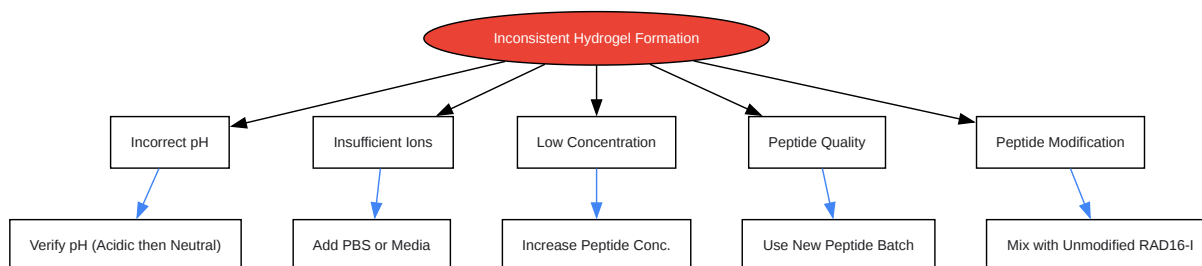 Inconsistent Hydrogel Formation
Incorrect pH
Insufficient Ions
Low Concentration
Peptide Quality
Peptide Modification
Verify pH (Acidic then Neutral)
Add PBS or Media
Increase Peptide Conc.
Use New Peptide Batch
Mix with Unmodified RAD16-I